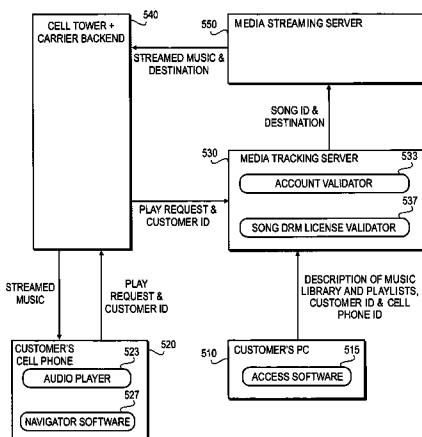 540
CELL TOWER +
CARRIER BACKEND
550
MEDIA STREAMING SERVER
STREAMED MUSIC &
DESTINATION
SONG ID &
DESTINATION
530
MEDIA TRACKING SERVER
533
ACCOUNT VALIDATOR
537
SONG DRM LICENSE VALIDATOR
PLAY REQUEST &
CUSTOMER ID
STREAMED
MUSIC
PLAY
REQUEST &
CUSTOMER ID
DESCRIPTION OF MUSIC
LIBRARY AND PLAYLISTS,
CUSTOMER ID & CELL
PHONE ID
CUSTOMER'S
CELL PHONE
520
523
AUDIO PLAYER
527
NAVIGATOR SOFTWARE
510
CUSTOMER'S PC
515
ACCESS SOFTWARE